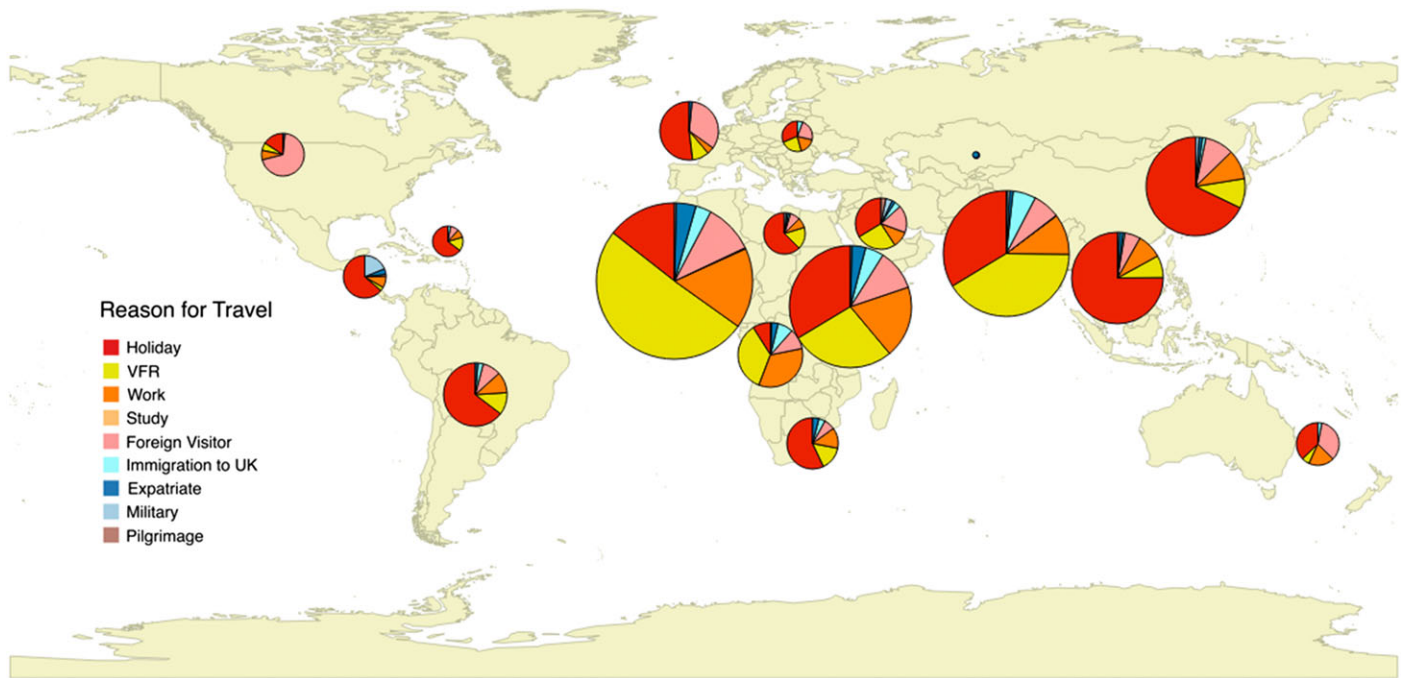 Reason for Travel
Holiday
VFR
Work
Study
Foreign Visitor
Immigration to UK
Expatriate
Military
Pilgrimage